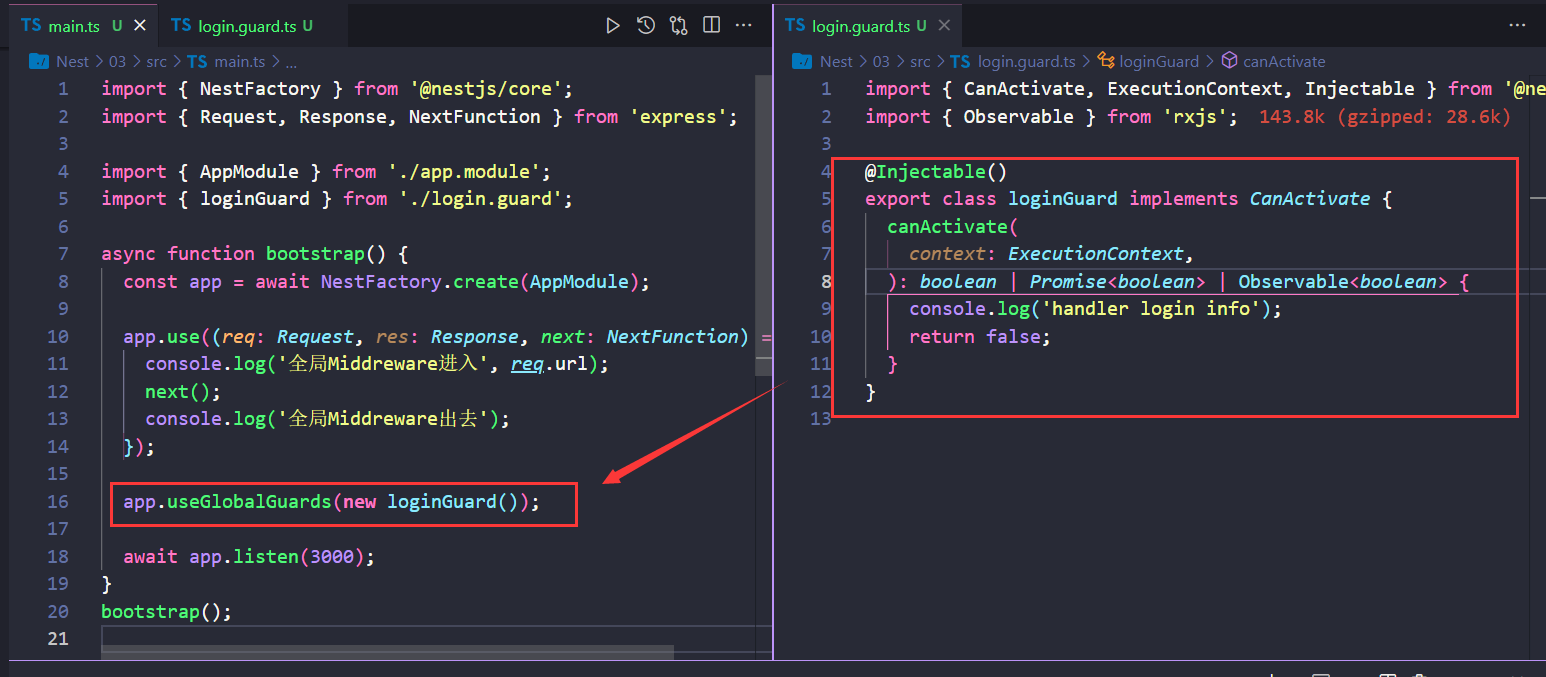 TS main.ts U ×
TS login.guard.ts U
Nest > 03 > src > TS main.ts > ...
1 import { NestFactory } from '@nestjs/core';
2 import { Request, Response, NextFunction } from 'express';
3
4 import { AppModule } from './app.module';
5 import { loginGuard } from './login.guard';
6
7 async function bootstrap() {
8 const app = await NestFactory.create(AppModule);
9
10 app.use((req: Request, res: Response, next: NextFunction) =
11 console.log('全局Middreware进入', req.url);
12 next();
13 console.log('全局Middreware出去');
14 });
15
16 app.useGlobalGuards(new loginGuard());
17
18 await app.listen(3000);
19 }
20 bootstrap();
21
TS login.guard.ts U ×
Nest > 03 > src > TS login.guard.ts > loginGuard > canActivate
1 import { CanActivate, ExecutionContext, Injectable } from '@ne
2 import { Observable } from 'rxjs'; 143.8k (gzipped: 28.6k)
3
4 @Injectable()
5 export class loginGuard implements CanActivate {
6 canActivate(
7 context: ExecutionContext,
8 ): boolean | Promise<boolean> | Observable<boolean> {
9 console.log('handler login info');
10 return false;
11 }
12 }
13